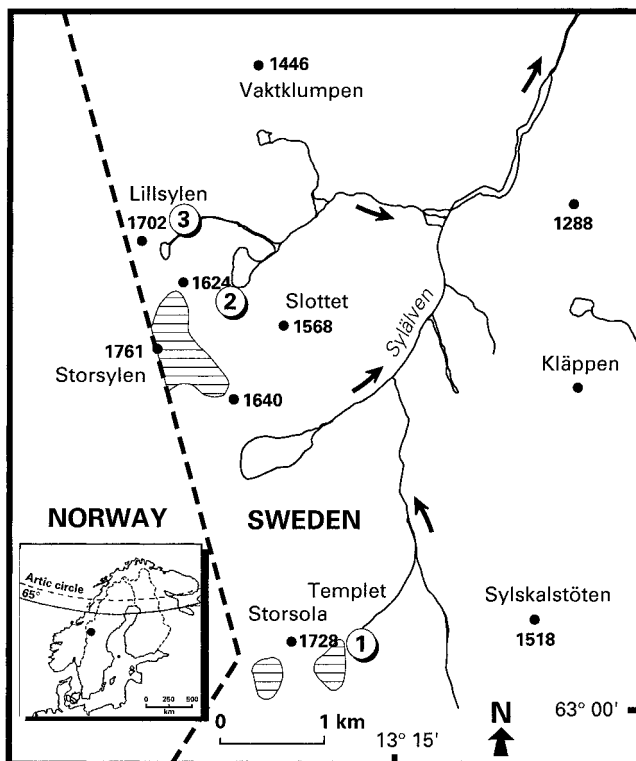 1446
Vaktklumpen
Lillsylen
1702
3
1288
1624
2
Slottet
1568
Sylälven
1761
Storsylen
Kläppen
1640
NORWAY
SWEDEN
Artic circle
65°
0 250 500
km
Templet
Storsola
1728
1
Sylskalstöten
1518
0 1 km
N
63° 00'
13° 15'